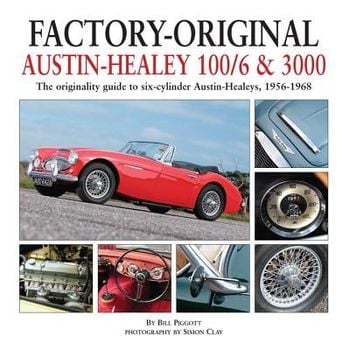 FACTORY-ORIGINAL
AUSTIN-HEALEY 100/6 & 3000
The originality guide to six-cylinder Austin-Healeys, 1956-1968
BY BILL PIGGOTT
PHOTOGRAPHY BY SIMON CLAY